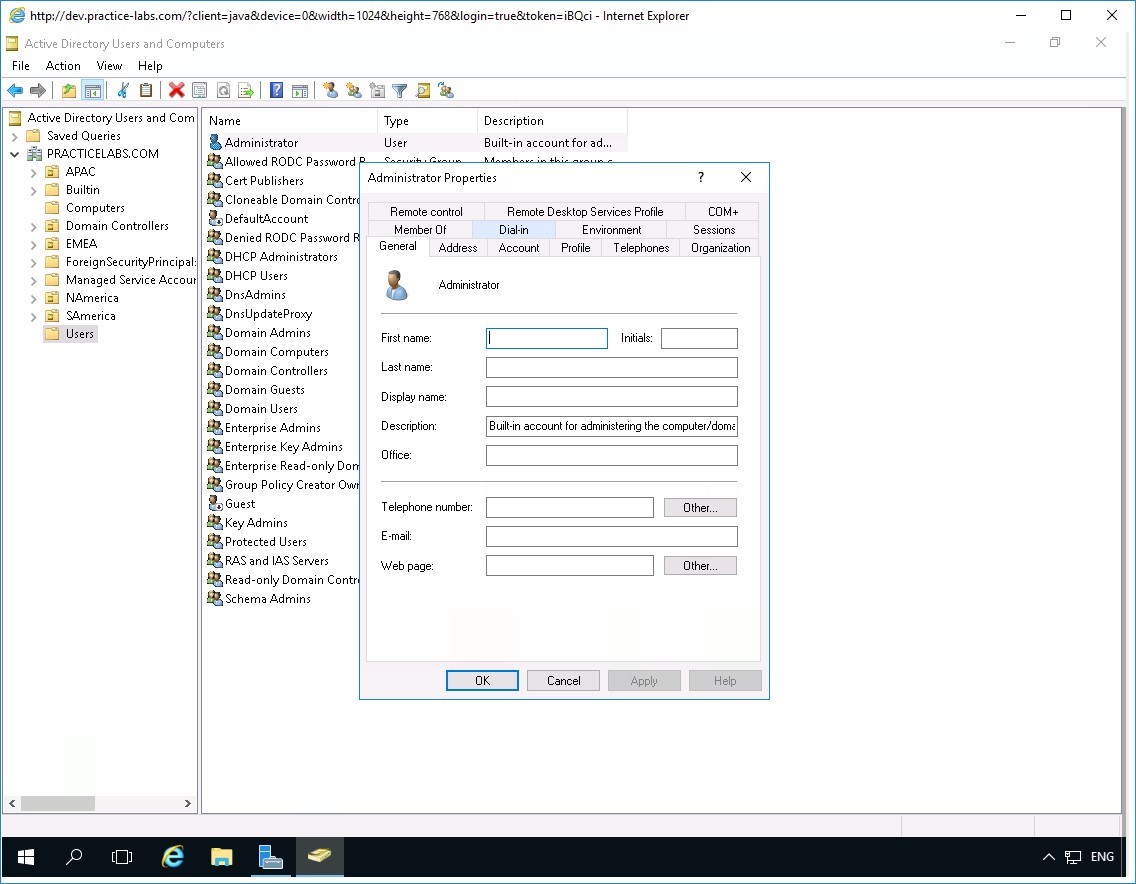 http://dev.practice-labs.com/?client=java&device=0&width=1024&height=768&login=true&token=iBQci - Internet Explorer
Active Directory Users and Computers
File Action View Help
Active Directory Users and Com
Saved Queries
PRACTICELABS.COM
APAC
Builtin
Computers
Domain Controllers
EMEA
ForeignSecurityPrincipal:
Managed Service Accour
NAmerica
SAmerica
Users
Name Type Description
Administrator User Built-in account for ad...
Allowed RODC Password R Security Group Members in this group c
Cert Publishers
Cloneable Domain Contro
DefaultAccount
Denied RODC Password R
DHCP Administrators
DHCP Users
DnsAdmins
DnsUpdateProxy
Domain Admins
Domain Computers
Domain Controllers
Domain Guests
Domain Users
Enterprise Admins
Enterprise Key Admins
Enterprise Read-only Dom
Group Policy Creator Owr
Guest
Key Admins
Protected Users
RAS and IAS Servers
Read-only Domain Contro
Schema Admins
Administrator Properties ?
Remote control Remote Desktop Services Profile COM+
Member Of Dial-in Environment Sessions
General Address Account Profile Telephones Organization
Administrator
First name: Initials:
Last name:
Display name:
Description: Built-in account for administering the computer/doma
Office:
Telephone number: Other...
E-mail:
Web page: Other...
OK Cancel Apply Help
ENG